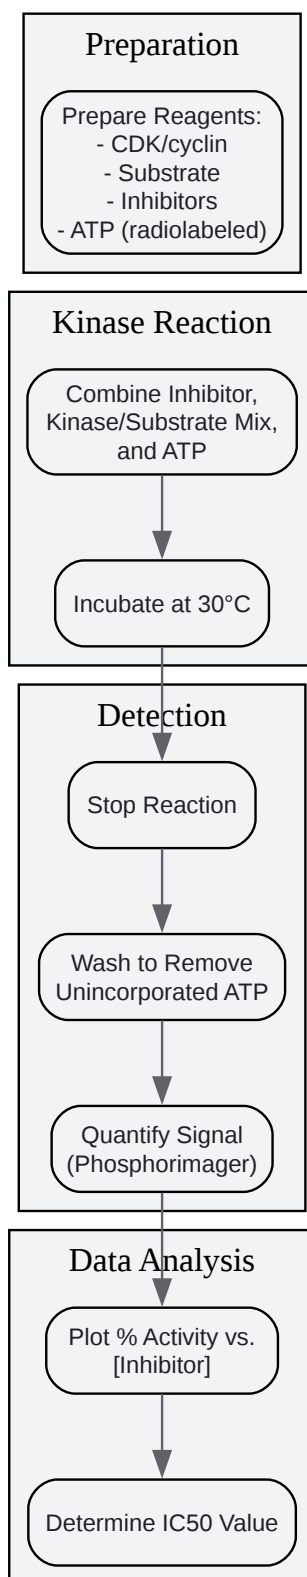 Preparation
Prepare Reagents:
- CDK/cyclin
- Substrate
- Inhibitors
- ATP (radiolabeled)
Kinase Reaction
Combine Inhibitor,
Kinase/Substrate Mix,
and ATP
Incubate at 30°C
Detection
Stop Reaction
Wash to Remove
Unincorporated ATP
Quantify Signal
(Phosphorimager)
Data Analysis
Plot % Activity vs.
[Inhibitor]
Determine IC50 Value